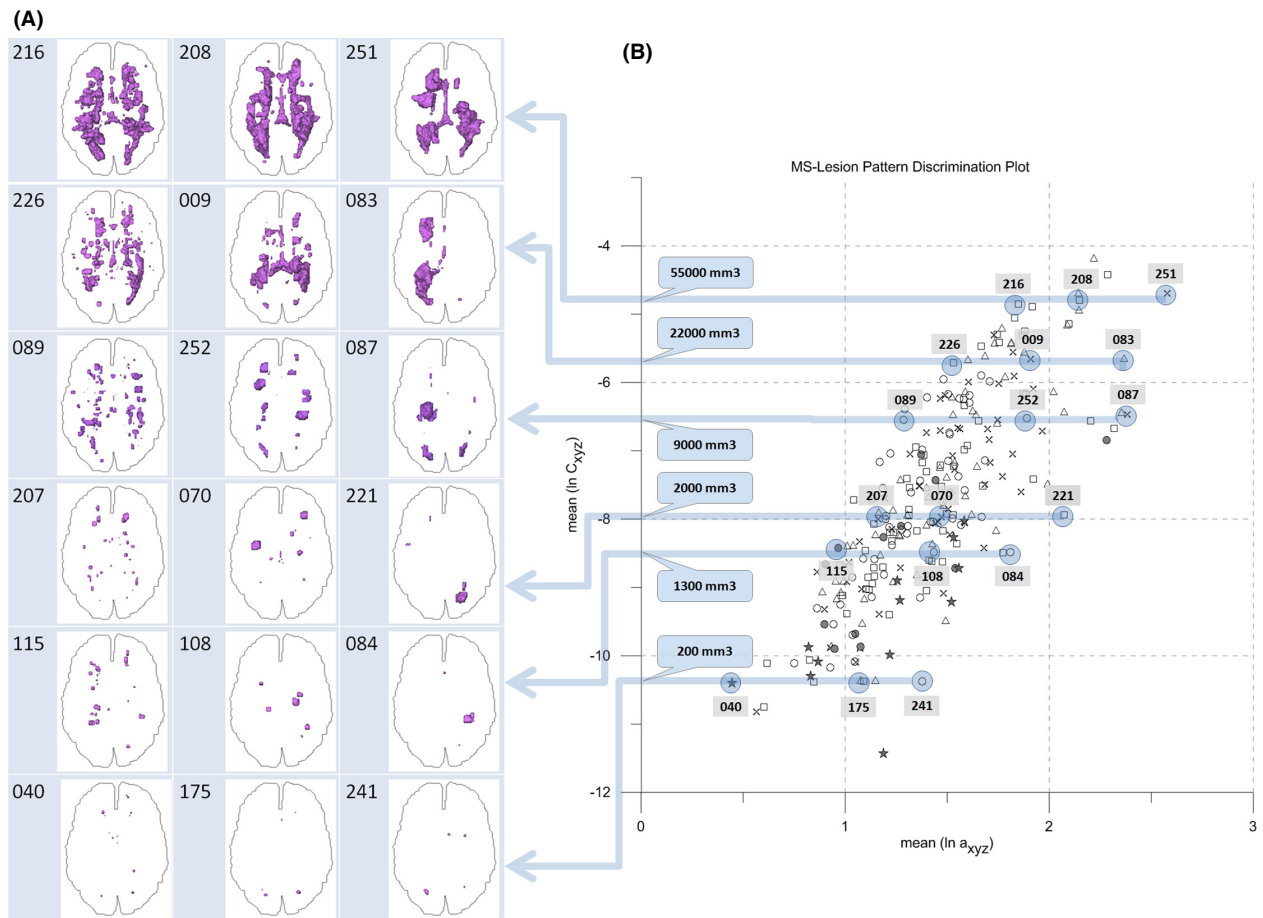 (A)
216 208 251
226 009 083
089 252 087
207 070 221
115 108 084
040 175 241
(B)
MS-Lesion Pattern Discrimination Plot
-4
55000 mm3
216 208 251
22000 mm3
226 009 083
-6
089 252 087
9000 mm3
2000 mm3
207 070 221
-8
115 108 084
1300 mm3
200 mm3
-10
040 175 241
-12
0 1 2 3
mean (ln Cxyz)
mean (ln axyz)